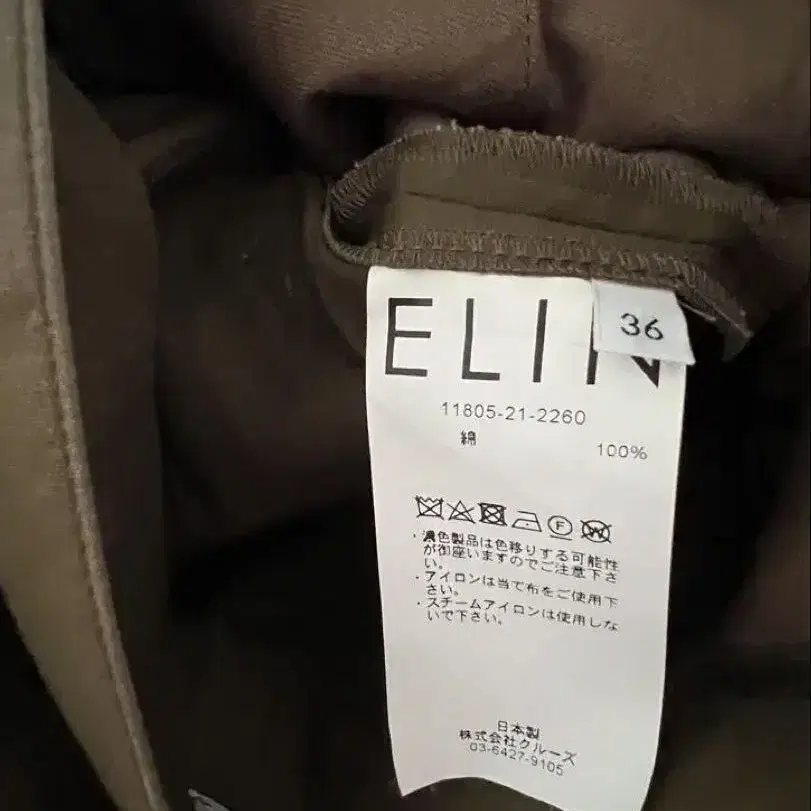 ELIN
36
11805-21-2260
綿 100%
F W
・濃色製品は色移りする可能性
が御座いますのでご注意下さ
い。
・アイロンは当て布をご使用下
さい。
・スチームアイロンは使用しな
いで下さい。
日本製
株式会社クルーズ
03-6427-9105